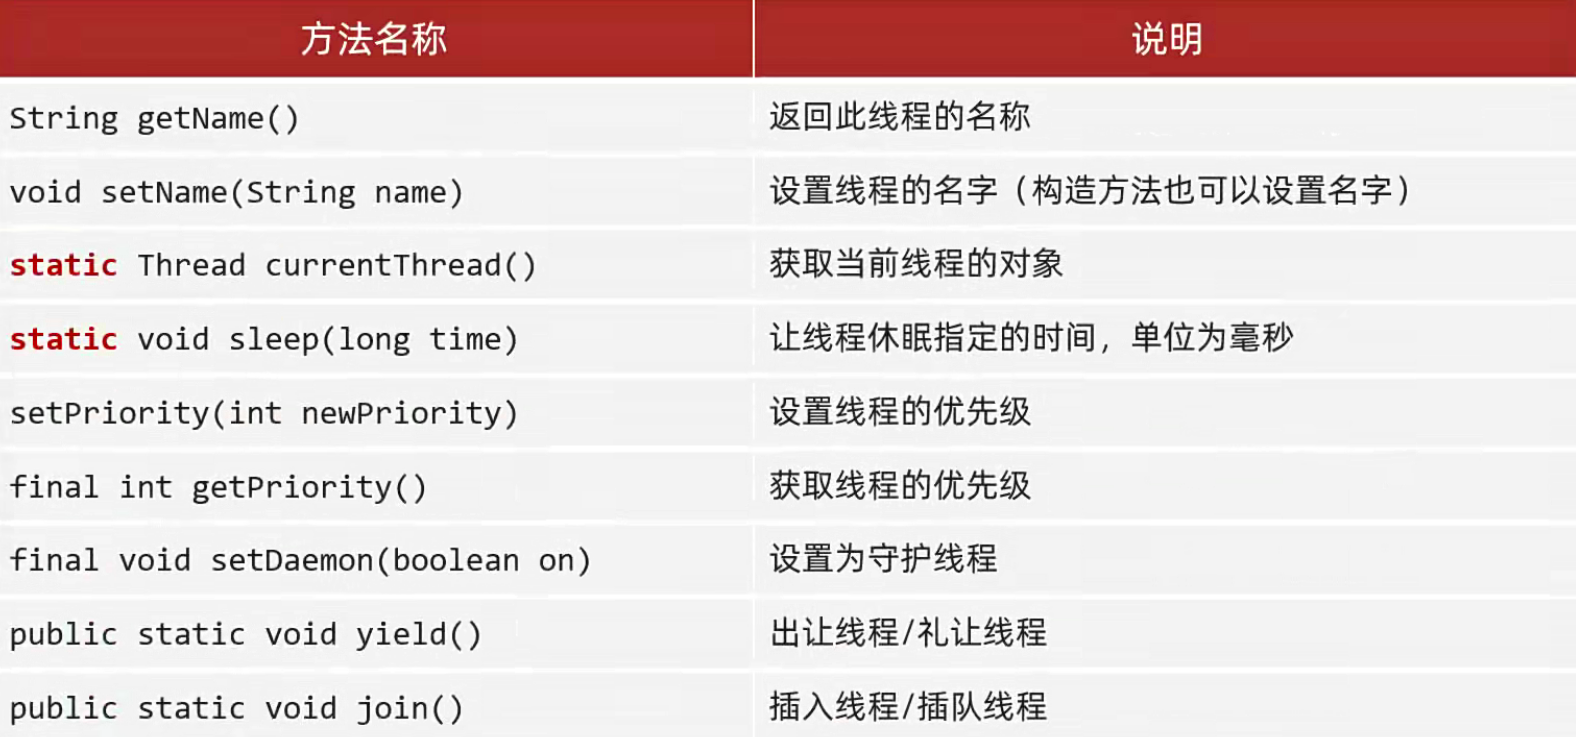 方法名称 说明
String getName() 返回此线程的名称
void setName(String name) 设置线程的名字（构造方法也可以设置名字）
static Thread currentThread() 获取当前线程的对象
static void sleep(long time) 让线程休眠指定的时间，单位为毫秒
setPriority(int newPriority) 设置线程的优先级
final int getPriority() 获取线程的优先级
final void setDaemon(boolean on) 设置为守护线程
public static void yield() 出让线程/礼让线程
public static void join() 插入线程/插队线程